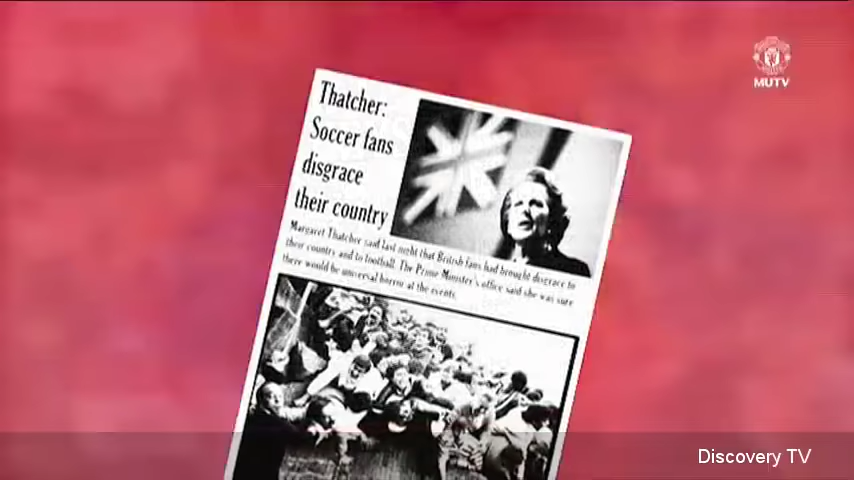 MUTV
Thatcher:
Soccer fans
disgrace
their country
Margaret Thatcher said last night that British fans had brought disgrace to
their country and to football. The Prime Minister's office said she was sure
there would be universal horror at the events.
Discovery TV